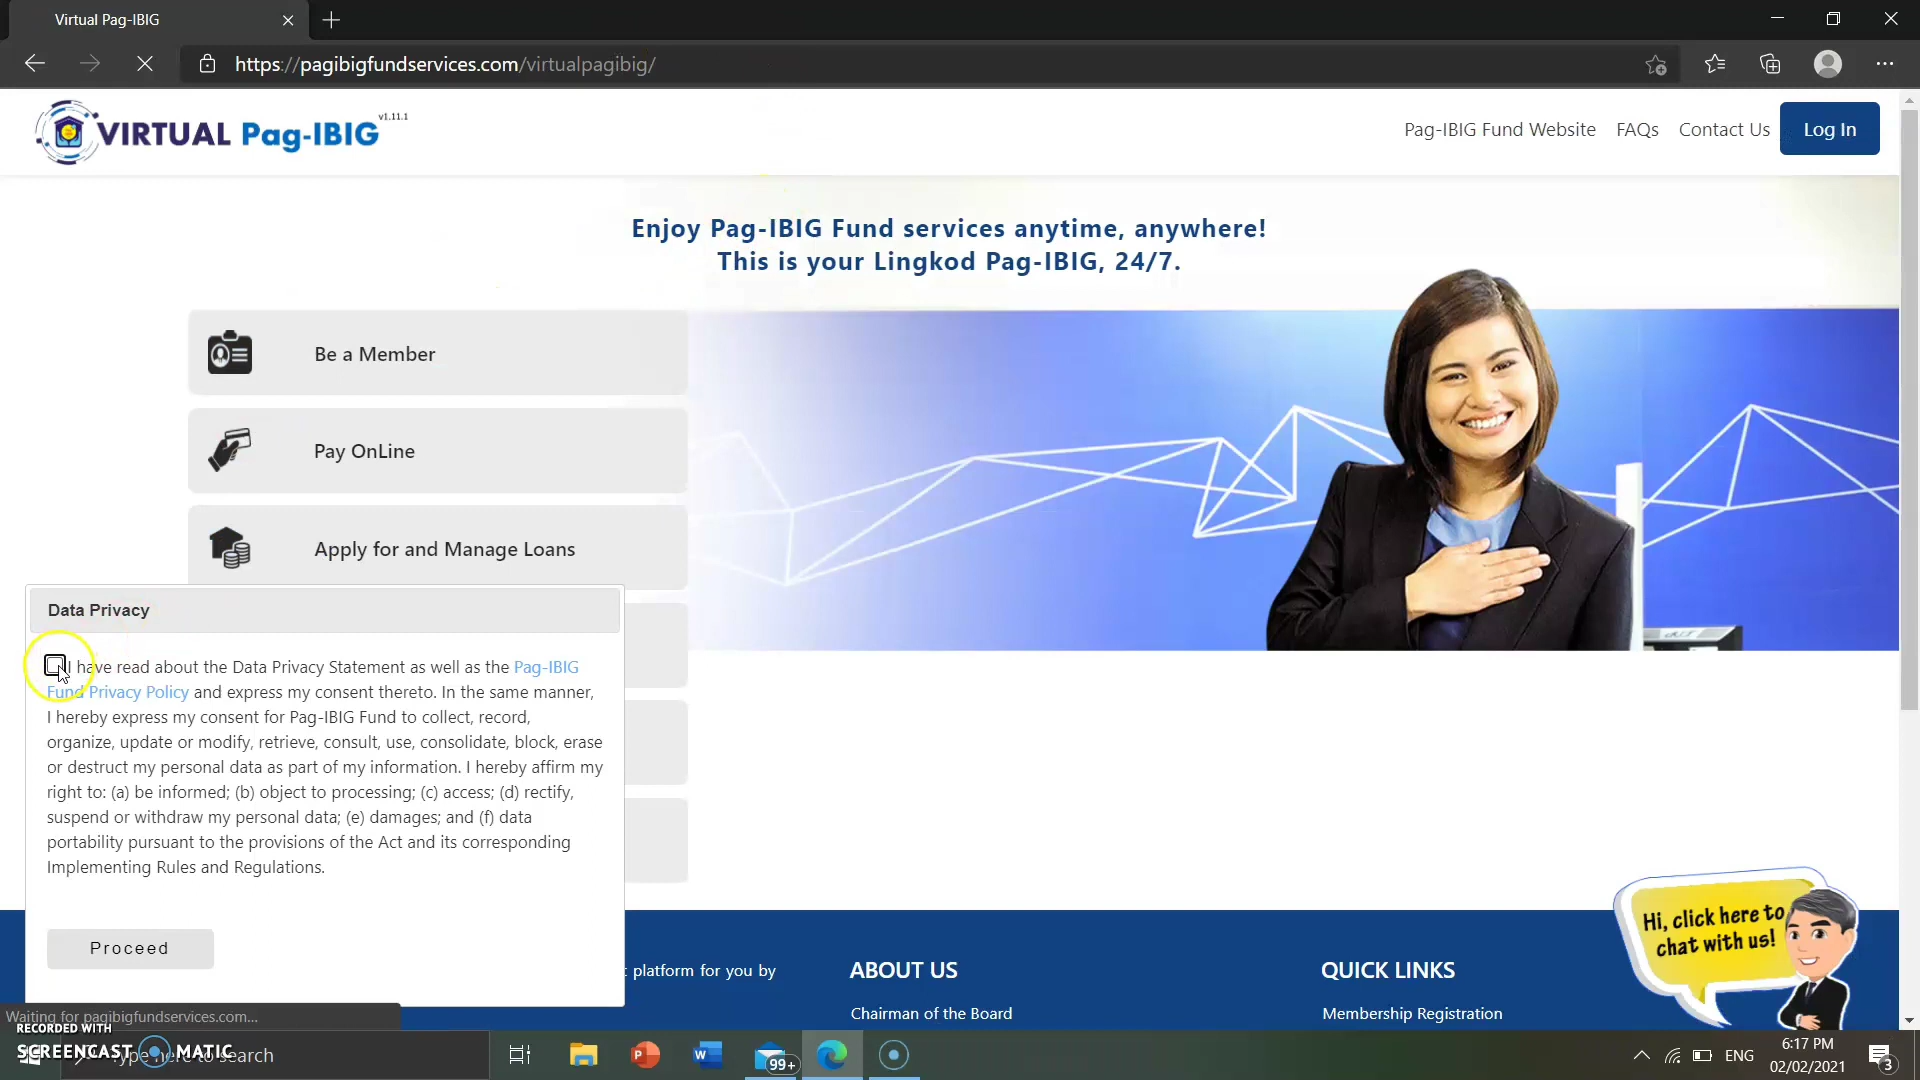 Virtual Pag-IBIG
https://pagibigfundservices.com/virtualpagibig/
VIRTUAL Pag-IBIG v1.11.1
Pag-IBIG Fund Website FAQs Contact Us Log In
Enjoy Pag-IBIG Fund services anytime, anywhere!
This is your Lingkod Pag-IBIG, 24/7.
Be a Member
Pay OnLine
Apply for and Manage Loans
Data Privacy
I have read about the Data Privacy Statement as well as the Pag-IBIG
Fund Privacy Policy and express my consent thereto. In the same manner,
I hereby express my consent for Pag-IBIG Fund to collect, record,
organize, update or modify, retrieve, consult, use, consolidate, block, erase
or destruct my personal data as part of my information. I hereby affirm my
right to: (a) be informed; (b) object to processing; (c) access; (d) rectify,
suspend or withdraw my personal data; (e) damages; and (f) data
portability pursuant to the provisions of the Act and its corresponding
Implementing Rules and Regulations.
Proceed
platform for you by
ABOUT US
Chairman of the Board
QUICK LINKS
Membership Registration
Hi, click here to
chat with us!
acer
Waiting for pagibigfundservices.com...
RECORDED WITH
SCREENCAST MATIC
Type here to search
99+
ENG
6:17 PM
02/02/2021
3